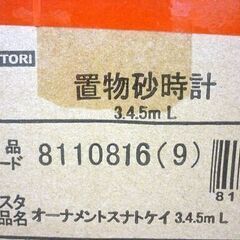 TORI
置物砂時計
3.4.5m L
品
ード 8110816(9)
81
スタ
品名 オーナメントスナトケイ 3.4.5m L